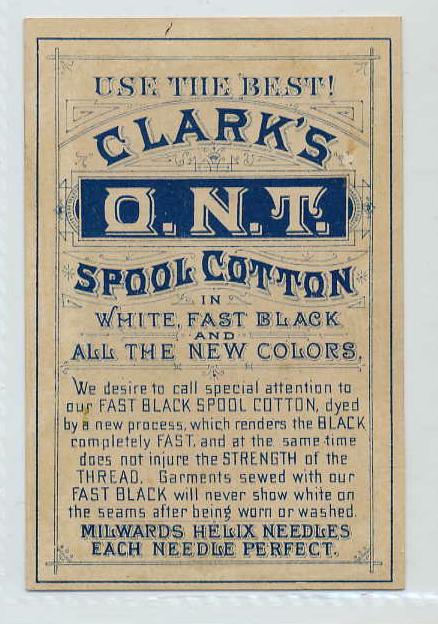 USE THE BEST!
CLARK'S
O.N.T.
SPOOL COTTON
IN
WHITE, FAST BLACK
AND
ALL THE NEW COLORS.
We desire to call special attention to
our FAST BLACK SPOOL COTTON, dyed
by a new process, which renders the BLACK
completely FAST, and at the same time
does not injure the STRENGTH of the
THREAD. Garments sewed with our
FAST BLACK will never show white on
the seams after being worn or washed.
MILWARDS HELIX NEEDLES
EACH NEEDLE PERFECT.